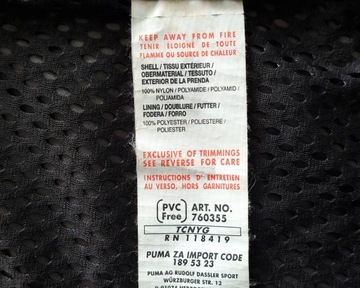 KEEP AWAY FROM FIRE
TENIR ÉLOIGNÉ DE TOUTE
FLAMME OU SOURCE DE CHALEUR
SHELL / TISSU EXTÉRIEUR /
OBERMATERIAL / TESSUTO /
EXTERIOR DE LA PRENDA
100% NYLON / POLYAMIDE / POLYAMID /
POLIAMIDA
LINING / DOUBLURE / FUTTER /
FODERA / FORRO
100% POLYESTER / POLIESTERE /
POLIESTER
EXCLUSIVE OF TRIMMINGS
SEE REVERSE FOR CARE
INSTRUCTIONS D' ENTRETIEN
AU VERSO, HORS GARNITURES
PVC Free ART. NO. 760355
TCNYG
RN 118419
PUMA ZA IMPORT CODE
189 53 23
PUMA AG RUDOLF DASSLER SPORT
WÜRZBURGER STR. 12